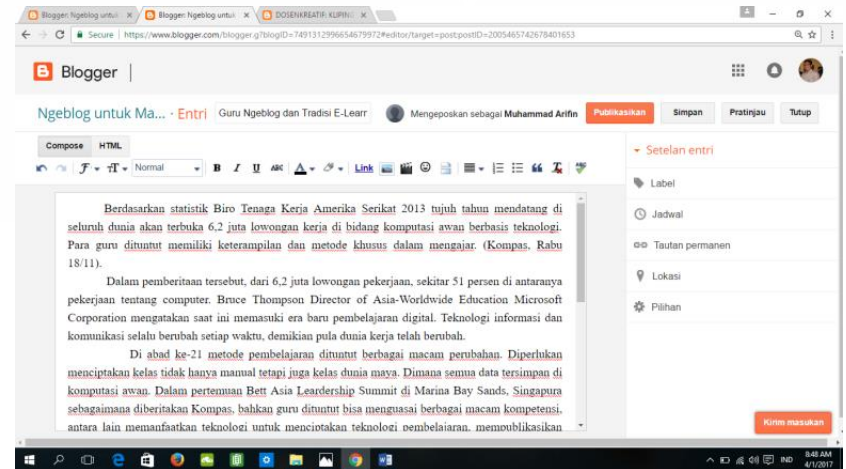 Blogger: Ngeblog untuk
Blogger: Ngeblog untuk
DOSENKREATIF: KLIPIN
Secure | https://www.blogger.com/blogger.g?blogID=7491312996654679972#editor/target=post;postID=2005465742678401653
Blogger
Ngeblog untuk Ma... · Entri Guru Ngeblog dan Tradisi E-Learr Mengeposkan sebagai Muhammad Arifin Publikasikan Simpan Pratinjau Tutup
Compose HTML
Normal B I U ABC A Link
Setelan entri
Label
Jadwal
Tautan permanen
Lokasi
Pilihan
Berdasarkan statistik Biro Tenaga Kerja Amerika Serikat 2013 tujuh tahun mendatang di
seluruh dunia akan terbuka 6,2 juta lowongan kerja di bidang komputasi awan berbasis teknologi.
Para guru dituntut memiliki keterampilan dan metode khusus dalam mengajar. (Kompas, Rabu
18/11).
Dalam pemberitaan tersebut, dari 6,2 juta lowongan pekerjaan, sekitar 51 persen di antaranya
pekerjaan tentang computer. Bruce Thompson Director of Asia-Worldwide Education Microsoft
Corporation mengatakan saat ini memasuki era baru pembelajaran digital. Teknologi informasi dan
komunikasi selalu berubah setiap waktu, demikian pula dunia kerja telah berubah.
Di abad ke-21 metode pembelajaran dituntut berbagai macam perubahan. Diperlukan
menciptakan kelas tidak hanya manual tetapi juga kelas dunia maya. Dimana semua data tersimpan di
komputasi awan. Dalam pertemuan Bett Asia Leardership Summit di Marina Bay Sands, Singapura
sebagaimana diberitakan Kompas, bahkan guru dituntut bisa menguasai berbagai macam kompetensi,
antara lain memanfaatkan teknologi untuk menciptakan teknologi pembelajaran, mempublikasikan
Kirim masukan
IND
8:48 AM
4/1/2017